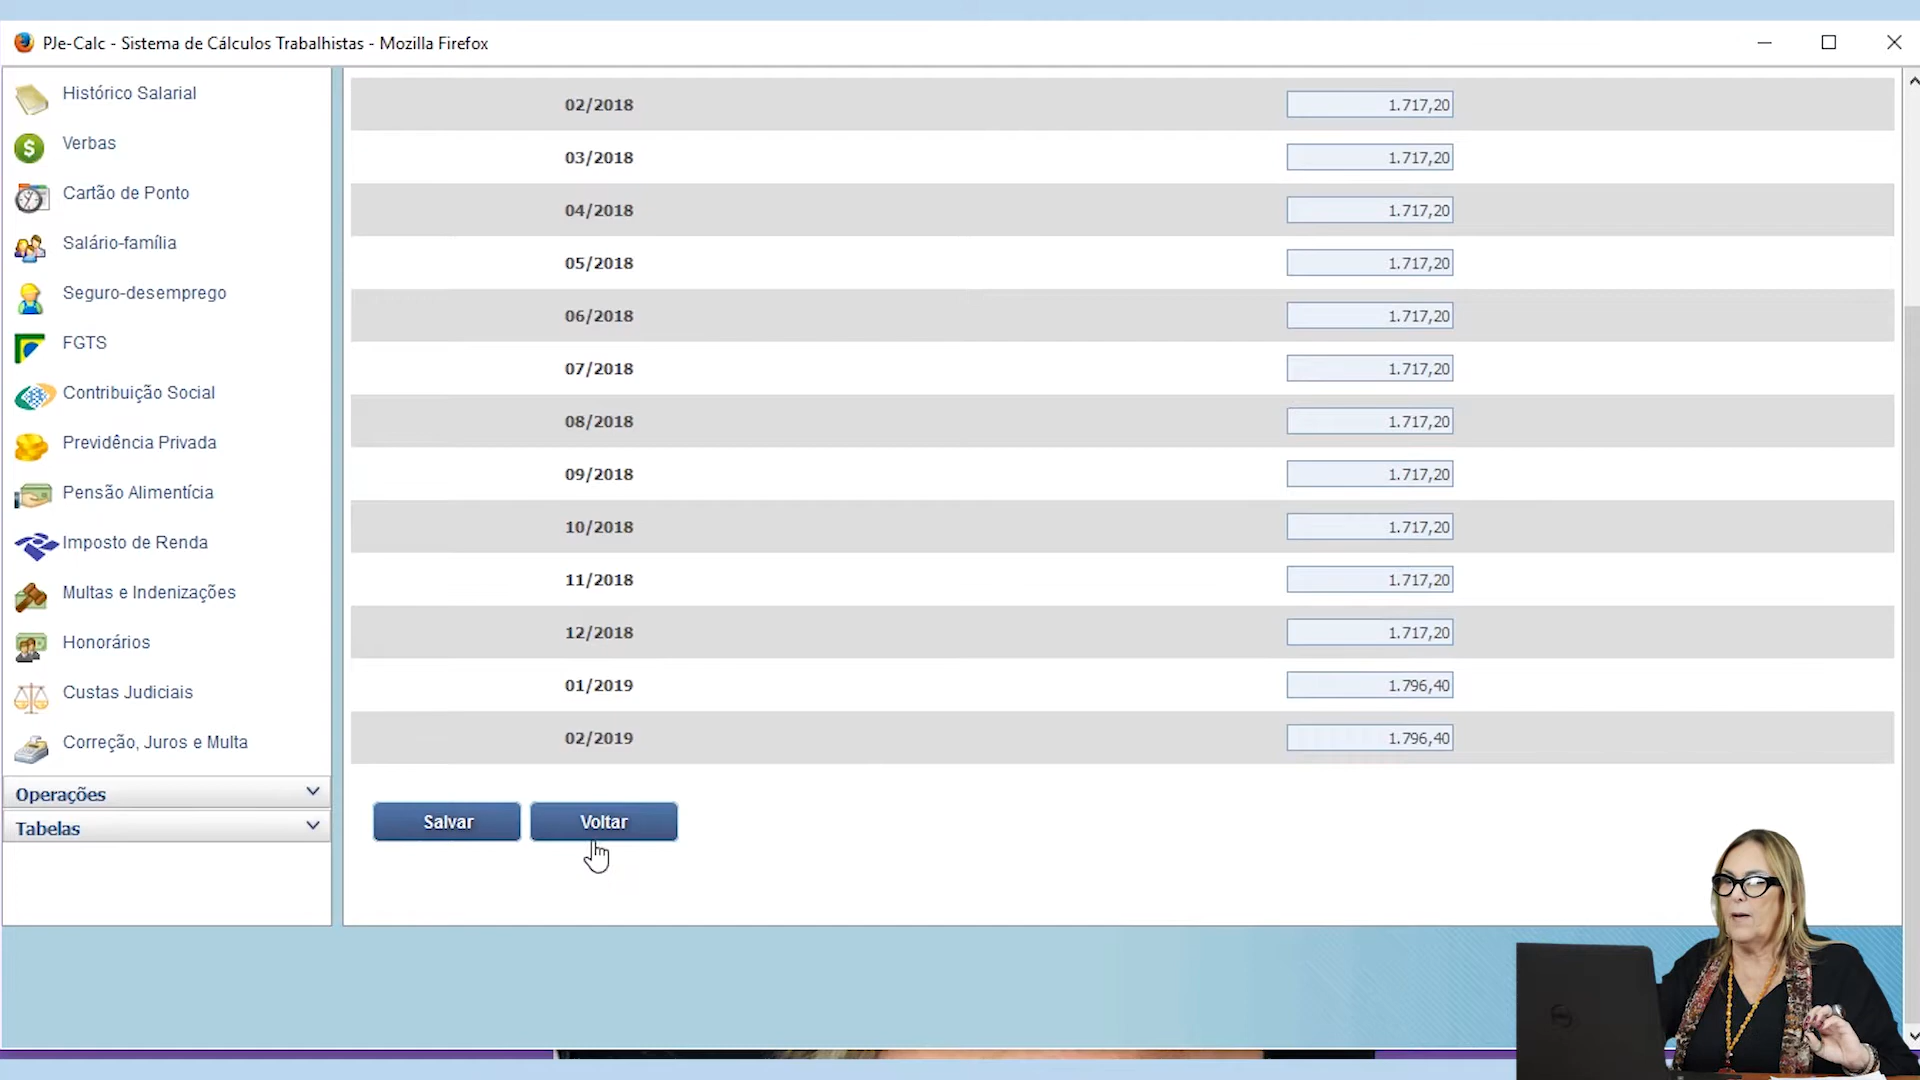 PJe-Calc - Sistema de Cálculos Trabalhistas - Mozilla Firefox
Histórico Salarial
Verbas
Cartão de Ponto
Salário-família
Seguro-desemprego
FGTS
Contribuição Social
Previdência Privada
Pensão Alimentícia
Imposto de Renda
Multas e Indenizações
Honorários
Custas Judiciais
Correção, Juros e Multa
Operações
Tabelas
02/2018 1.717,20
03/2018 1.717,20
04/2018 1.717,20
05/2018 1.717,20
06/2018 1.717,20
07/2018 1.717,20
08/2018 1.717,20
09/2018 1.717,20
10/2018 1.717,20
11/2018 1.717,20
12/2018 1.717,20
01/2019 1.796,40
02/2019 1.796,40
Salvar Voltar